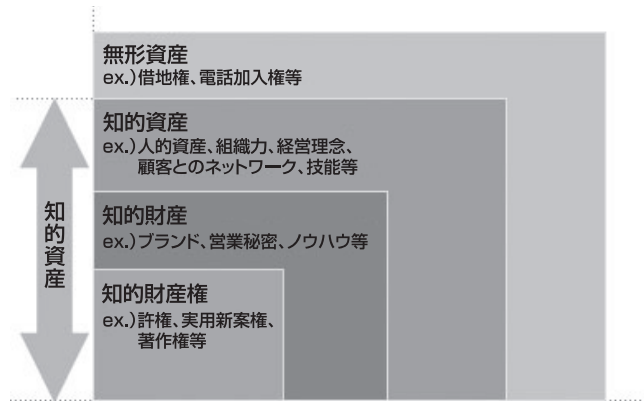 無形資産
ex.)借地権、電話加入権等
知的資産
ex.)人的資産、組織力、経営理念、
顧客とのネットワーク、技能等
知的財産
ex.)ブランド、営業秘密、ノウハウ等
知的財産権
ex.)許権、実用新案権、
著作権等
知的資産